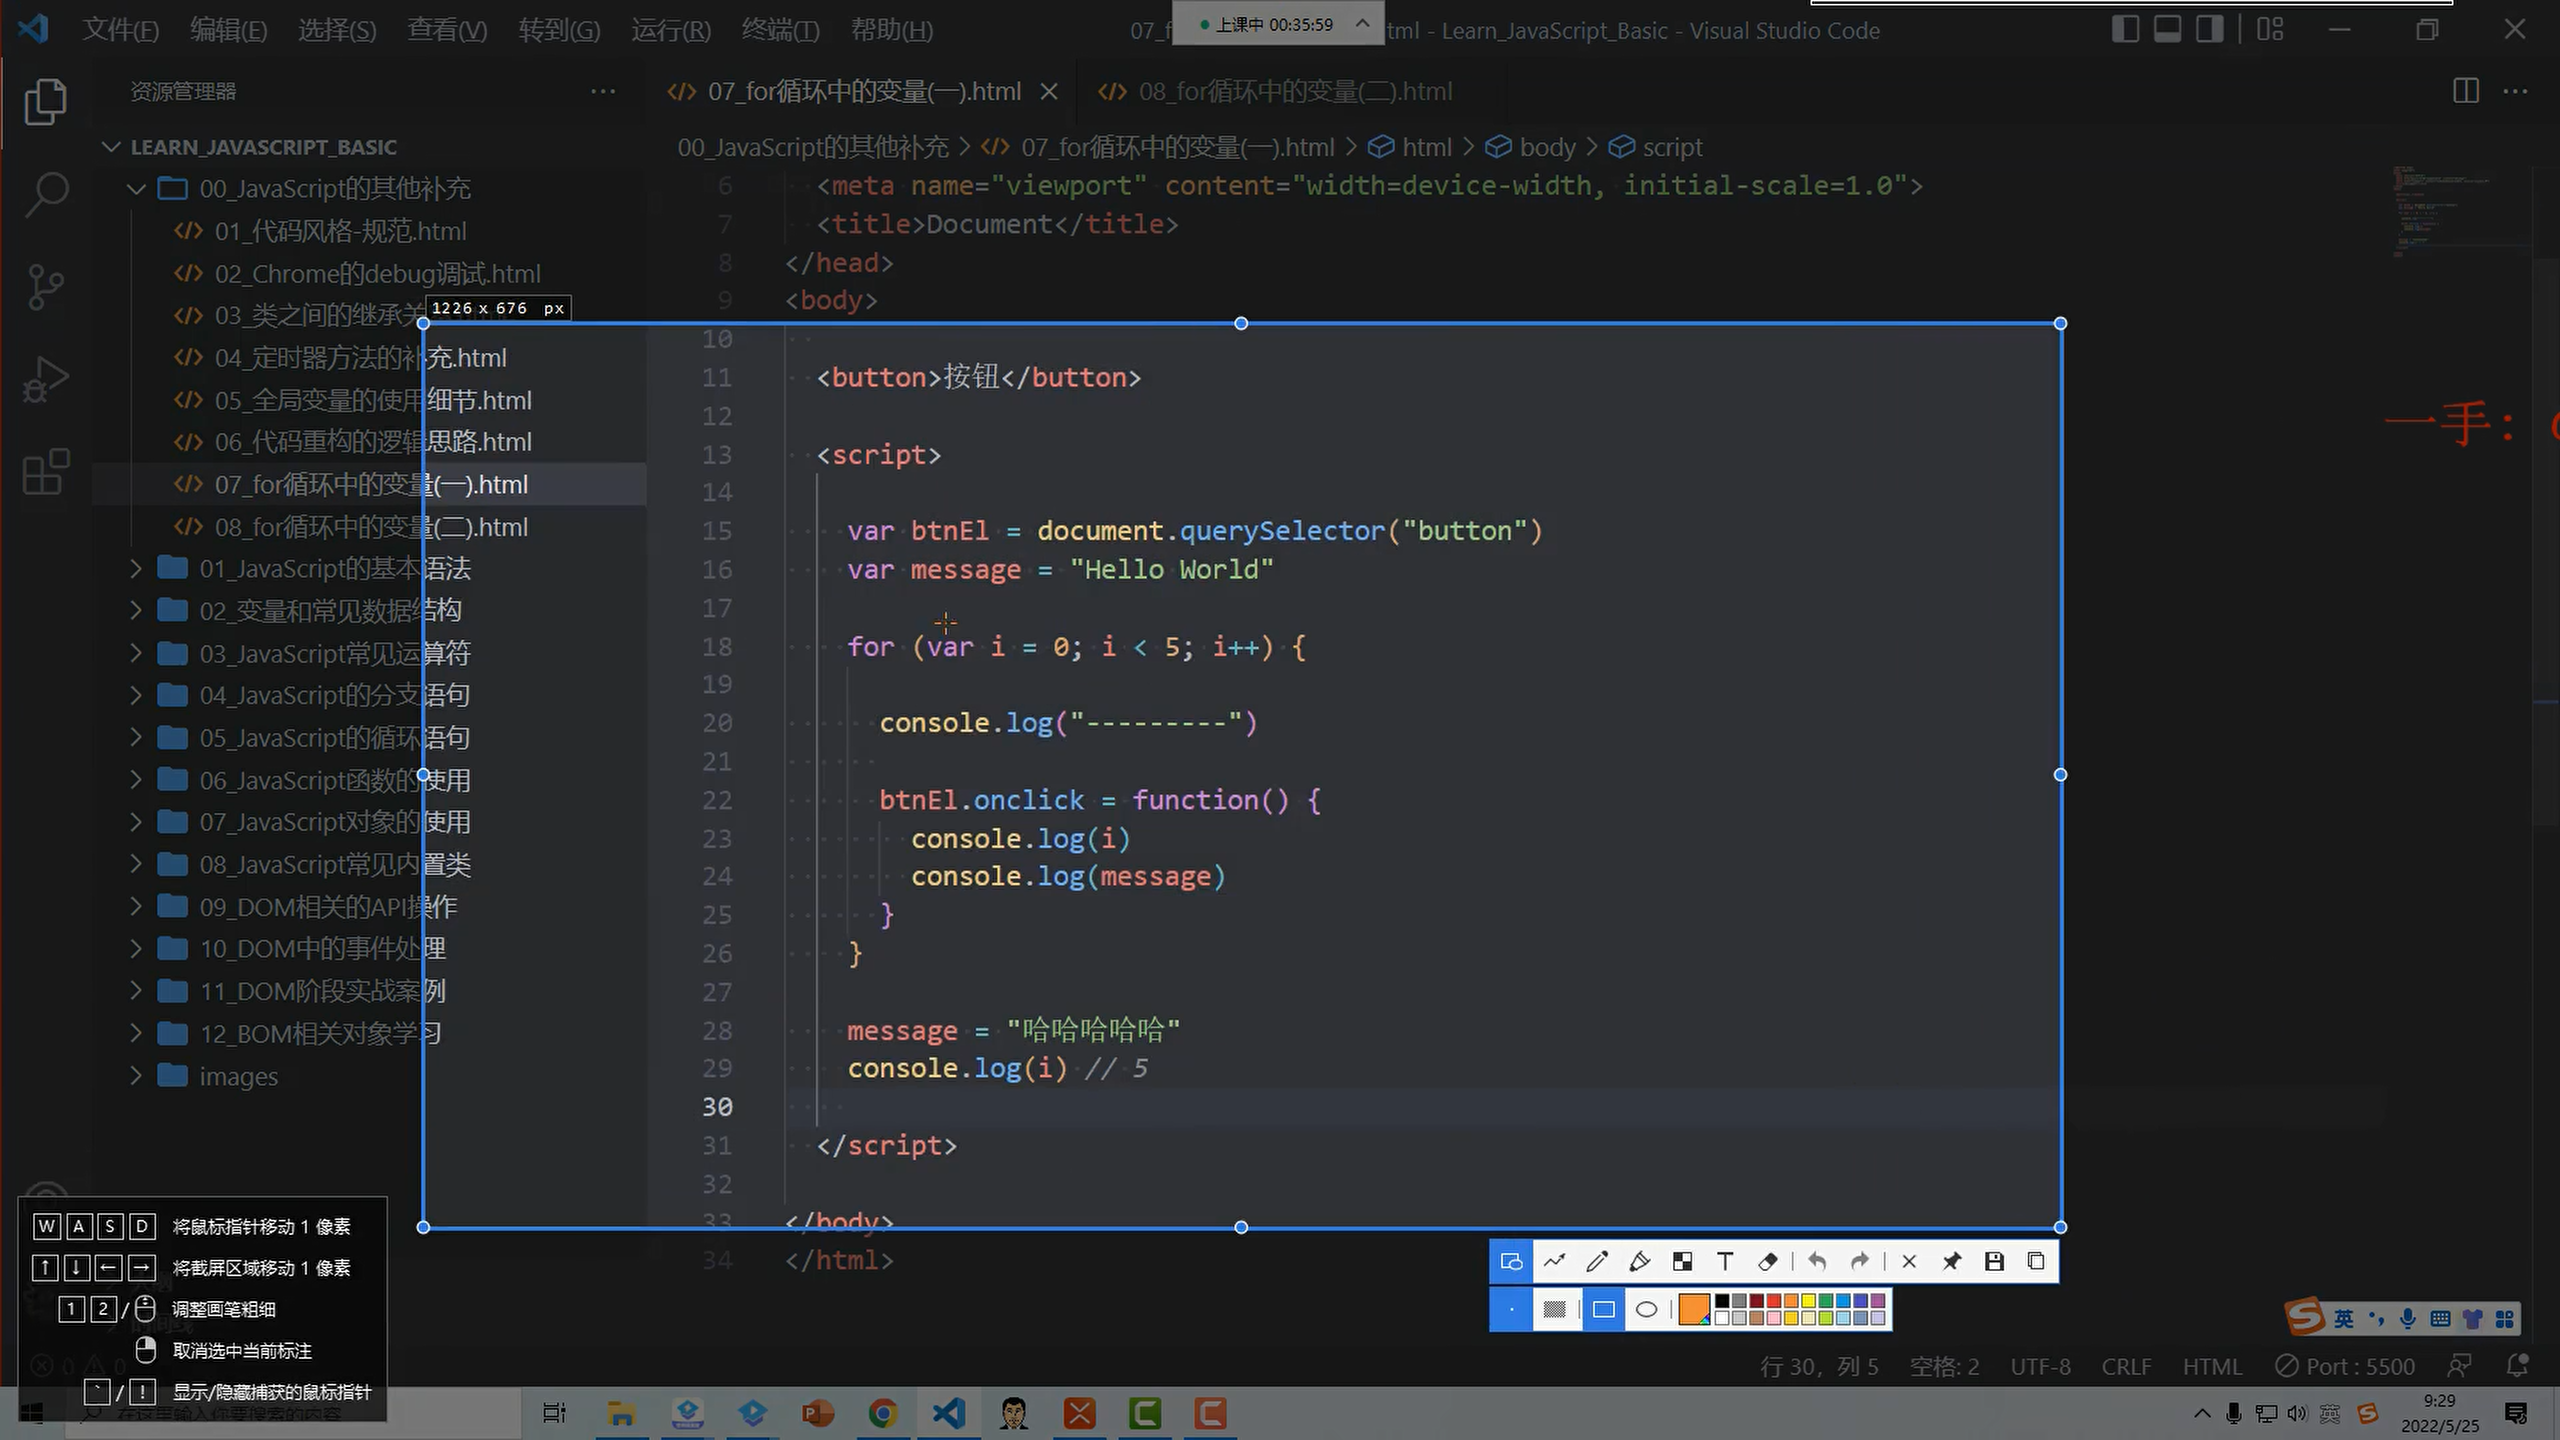 文件(F) 编辑(E) 选择(S) 查看(V) 转到(G) 运行(R) 终端(T) 帮助(H)
07_f
上课中 00:35:59
tml - Learn_JavaScript_Basic - Visual Studio Code
资源管理器
07_for循环中的变量(一).html
08_for循环中的变量(二).html
LEARN_JAVASCRIPT_BASIC
00_JavaScript的其他补充 > 07_for循环中的变量(一).html > html > body > script
00_JavaScript的其他补充
01_代码风格-规范.html
02_Chrome的debug调试.html
03_类之间的继承关
04_定时器方法的补充.html
05_全局变量的使用细节.html
06_代码重构的逻辑思路.html
07_for循环中的变量(一).html
08_for循环中的变量(二).html
01_JavaScript的基本语法
02_变量和常见数据结构
03_JavaScript常见运算符
04_JavaScript的分支语句
05_JavaScript的循环语句
06_JavaScript函数的使用
07_JavaScript对象的使用
08_JavaScript常见内置类
09_DOM相关的API操作
10_DOM中的事件处理
11_DOM阶段实战案例
12_BOM相关对象学习
images
1226 x 676 px
6 <meta name="viewport" content="width=device-width, initial-scale=1.0">
7 <title>Document</title>
8 </head>
9 <body>
10
11 <button>按钮</button>
12
13 <script>
14
15 var btnEl = document.querySelector("button")
16 var message = "Hello World"
17
18 for (var i = 0; i < 5; i++) {
19
20 console.log("---------")
21
22 btnEl.onclick = function() {
23 console.log(i)
24 console.log(message)
25 }
26 }
27
28 message = "哈哈哈哈哈"
29 console.log(i) // 5
30
31 </script>
32
33 </body>
34 </html>
一手：
W A S D 将鼠标指针移动 1 像素
↑ ↓ ← → 将截屏区域移动 1 像素
1 2 / 调整画笔粗细
取消选中当前标注
` / ! 显示/隐藏捕获的鼠标指针
T
英
行 30，列 5 空格: 2 UTF-8 CRLF HTML Port : 5500
在这里输入你要搜索的内容
英
9:29
2022/5/25